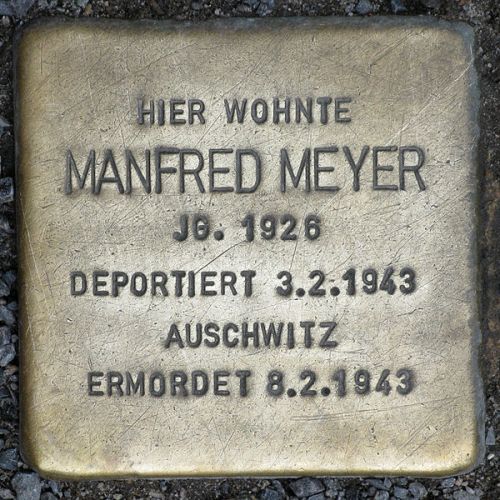 HIER WOHNTE
MANFRED MEYER
JG. 1926
DEPORTIERT 3.2.1943
AUSCHWITZ
ERMORDET 8.2.1943